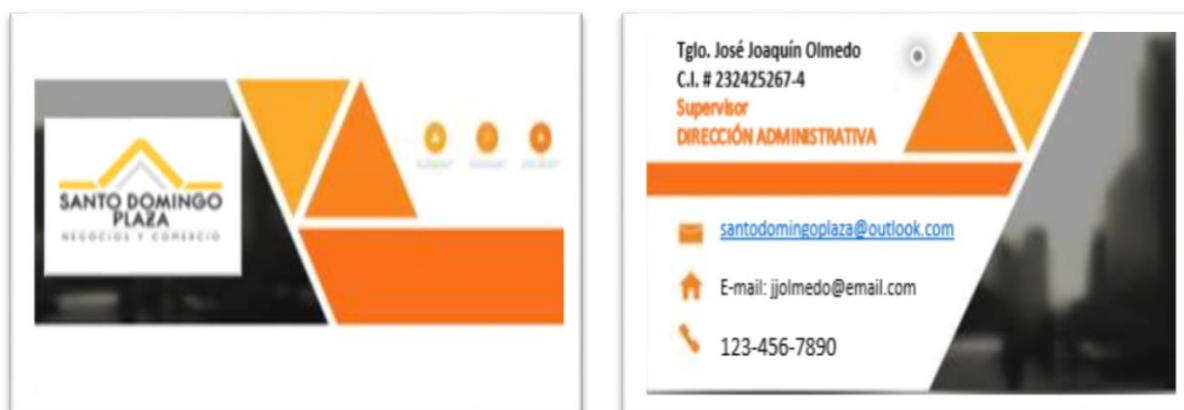 SANTO DOMINGO
PLAZA
NEGOCIOS Y COMERCIO
Tglo. José Joaquín Olmedo
C.I. # 232425267-4
Supervisor
DIRECCIÓN ADMINISTRATIVA
santodomingoplaza@outlook.com
E-mail: jjolmedo@email.com
123-456-7890